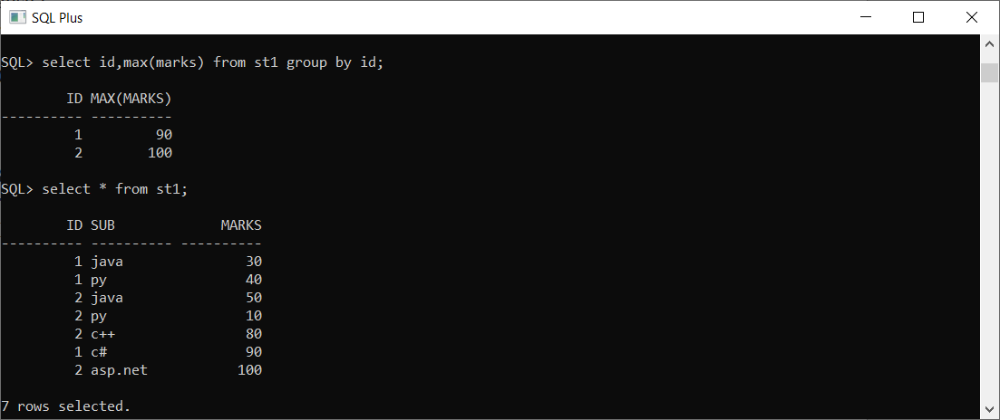 SQL Plus
SQL> select id,max(marks) from st1 group by id;
        ID MAX(MARKS)
---------- ----------
         1         90
         2        100
SQL> select * from st1;
        ID SUB             MARKS
---------- ---------- ----------
         1 java               30
         1 py                 40
         2 java               50
         2 py                 10
         2 c++                80
         1 c#                 90
         2 asp.net           100
7 rows selected.